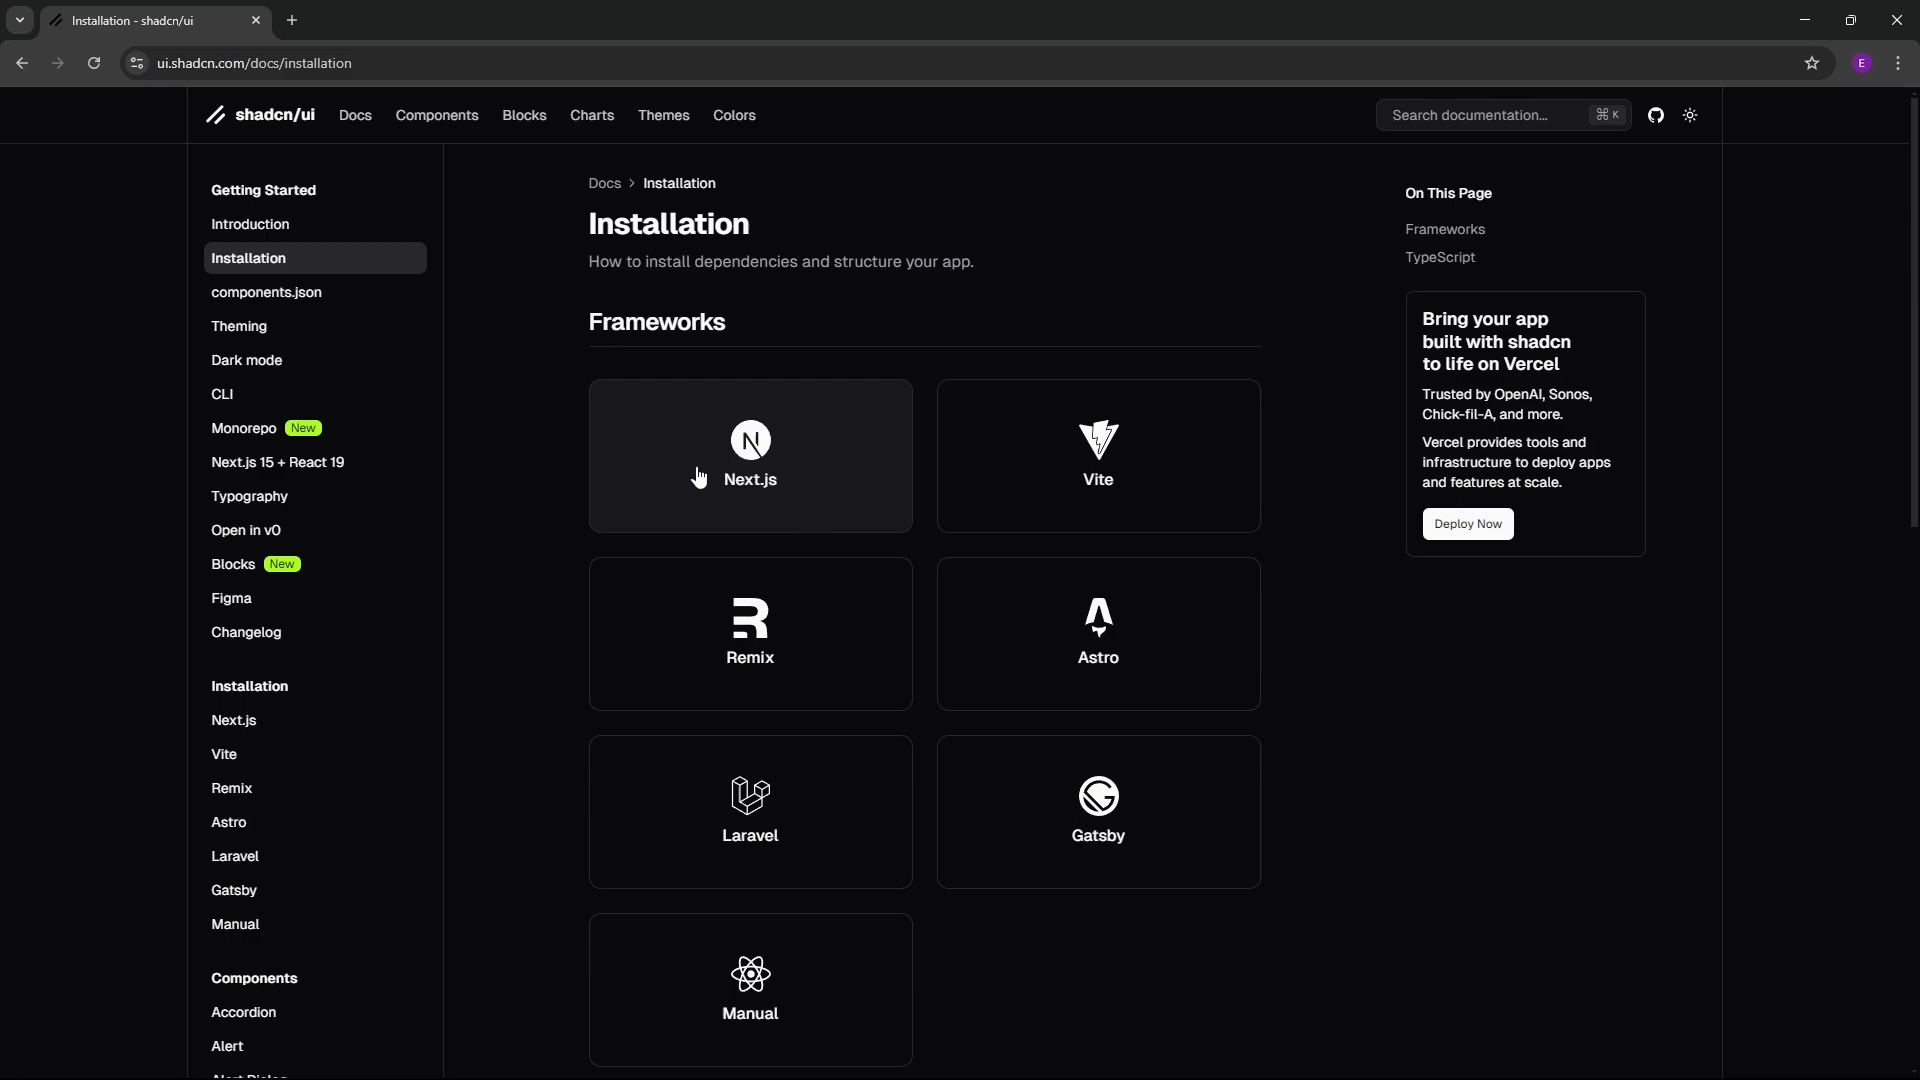 Installation - shadcn/ui
ui.shadcn.com/docs/installation
E
shadcn/ui
Docs
Components
Blocks
Charts
Themes
Colors
Search documentation...
⌘ K
Getting Started
Introduction
Installation
components.json
Theming
Dark mode
CLI
Monorepo New
Next.js 15 + React 19
Typography
Open in v0
Blocks New
Figma
Changelog
Installation
Next.js
Vite
Remix
Astro
Laravel
Gatsby
Manual
Components
Accordion
Alert
Alert Dialog
Docs > Installation
Installation
How to install dependencies and structure your app.
Frameworks
N
Next.js
Vite
Remix
Astro
Laravel
Gatsby
Manual
On This Page
Frameworks
TypeScript
Bring your app
built with shadcn
to life on Vercel
Trusted by OpenAI, Sonos,
Chick-fil-A, and more.
Vercel provides tools and
infrastructure to deploy apps
and features at scale.
Deploy Now